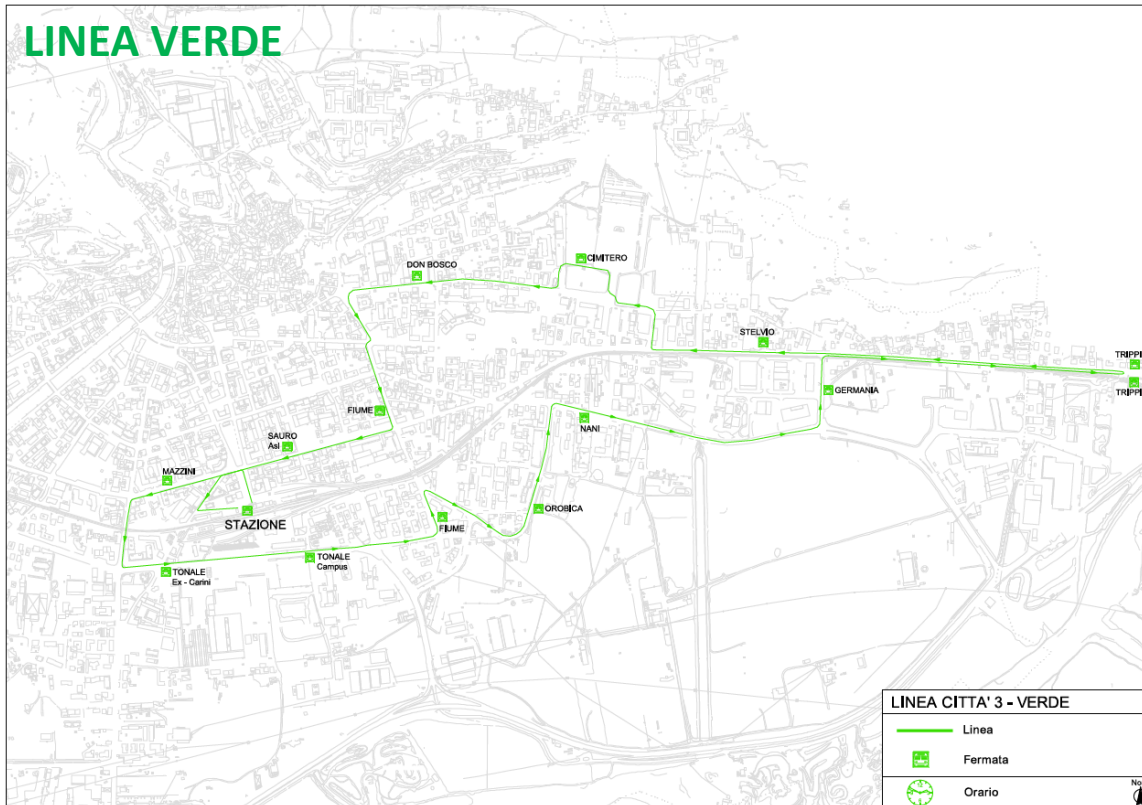 LINEA VERDE
CIMITERO
DON BOSCO
STELVIO
TRIPPI
TRIPPI
GERMANIA
FIUME
NANI
SAURO
Asl
MAZZINI
STAZIONE
OROBICA
FIUME
TONALE
Campus
TONALE
Ex - Carini
LINEA CITTA' 3 - VERDE
Linea
Fermata
Orario